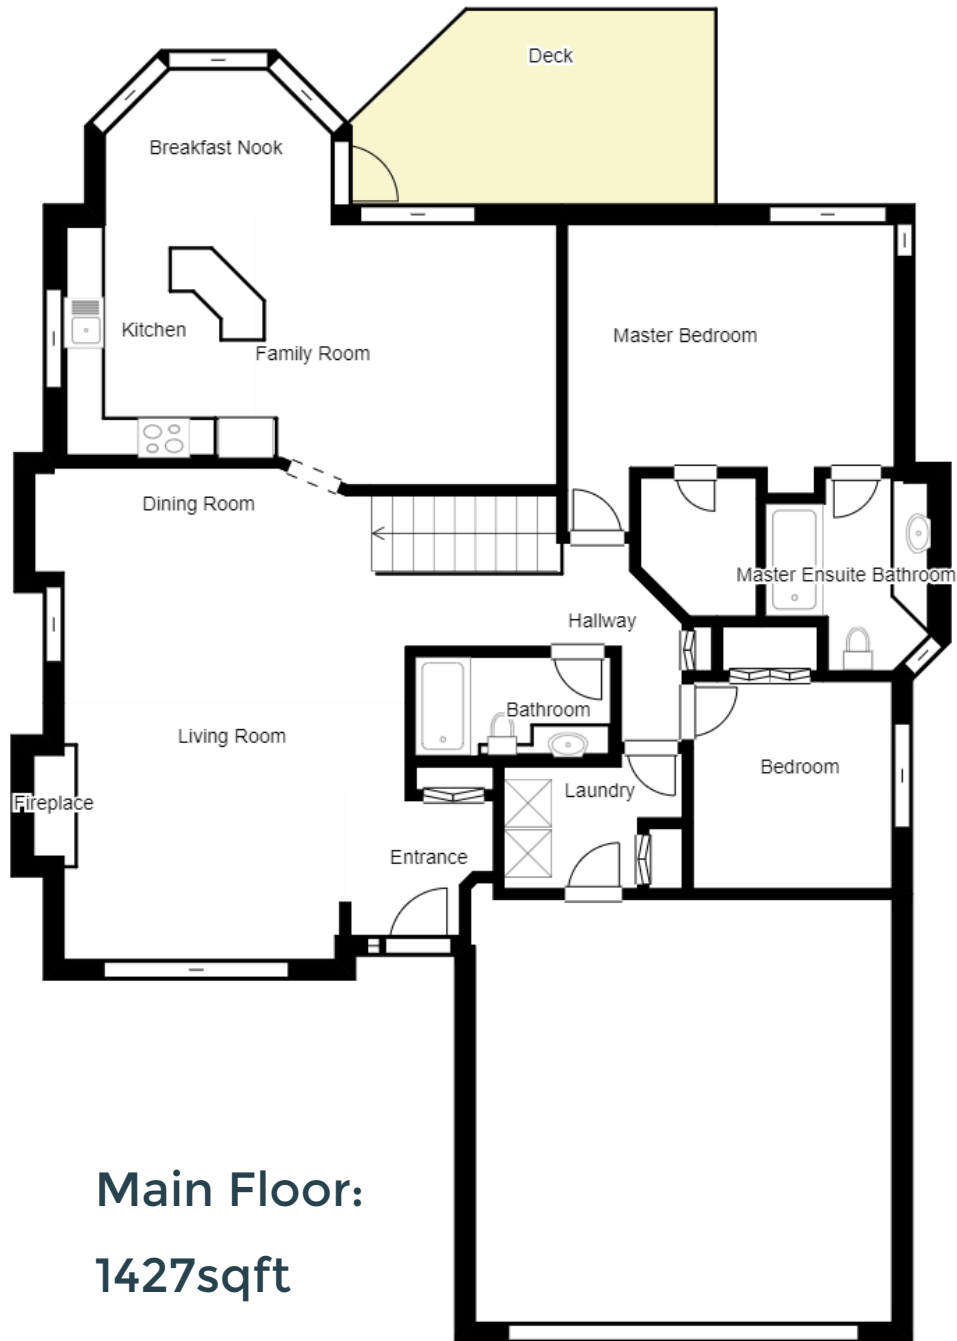 Deck
Breakfast Nook
Kitchen
Master Bedroom
Family Room
Dining Room
Master Ensuite Bathroom
Hallway
Bathroom
Living Room
Bedroom
Laundry
Fireplace
Entrance
Main Floor:
1427sqft